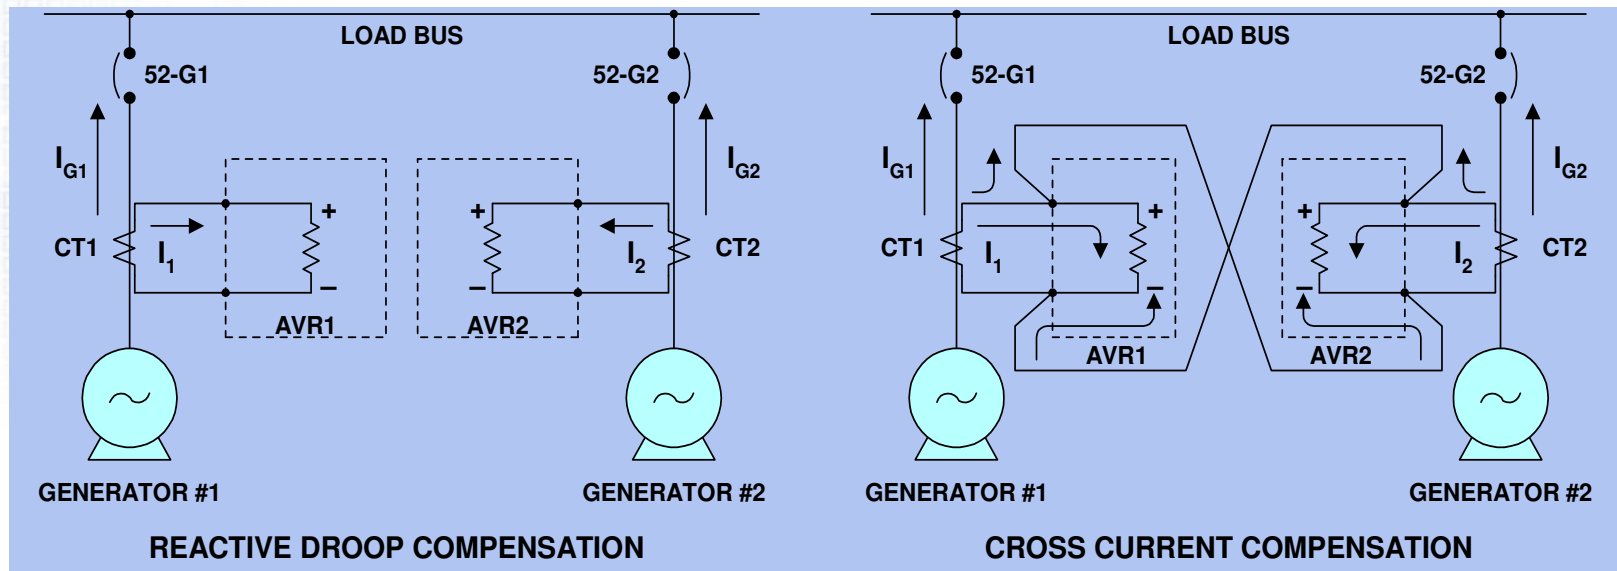 LOAD BUS
52-G1
52-G2
IG1
IG2
+
+
CT1
I1
I2
CT2
–
–
AVR1
AVR2
GENERATOR #1
GENERATOR #2
REACTIVE DROOP COMPENSATION
LOAD BUS
52-G1
52-G2
IG1
IG2
+
+
CT1
I1
I2
CT2
–
–
AVR1
AVR2
GENERATOR #1
GENERATOR #2
CROSS CURRENT COMPENSATION